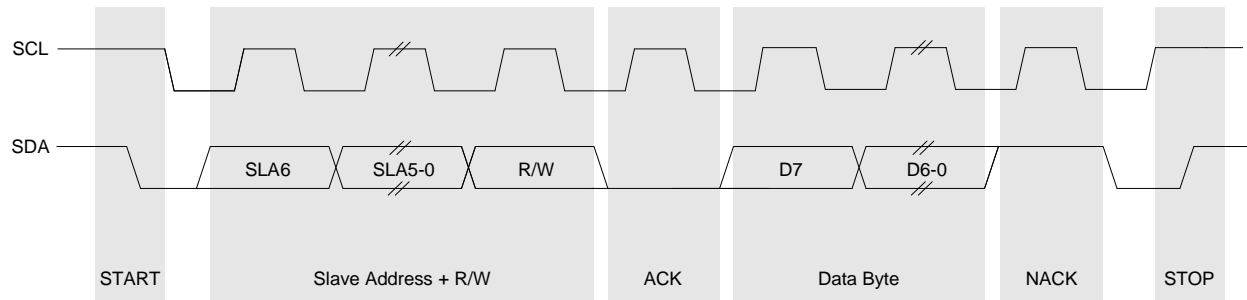 SCL
SDA
SLA6 SLA5-0 R/W D7 D6-0
START Slave Address + R/W ACK Data Byte NACK STOP